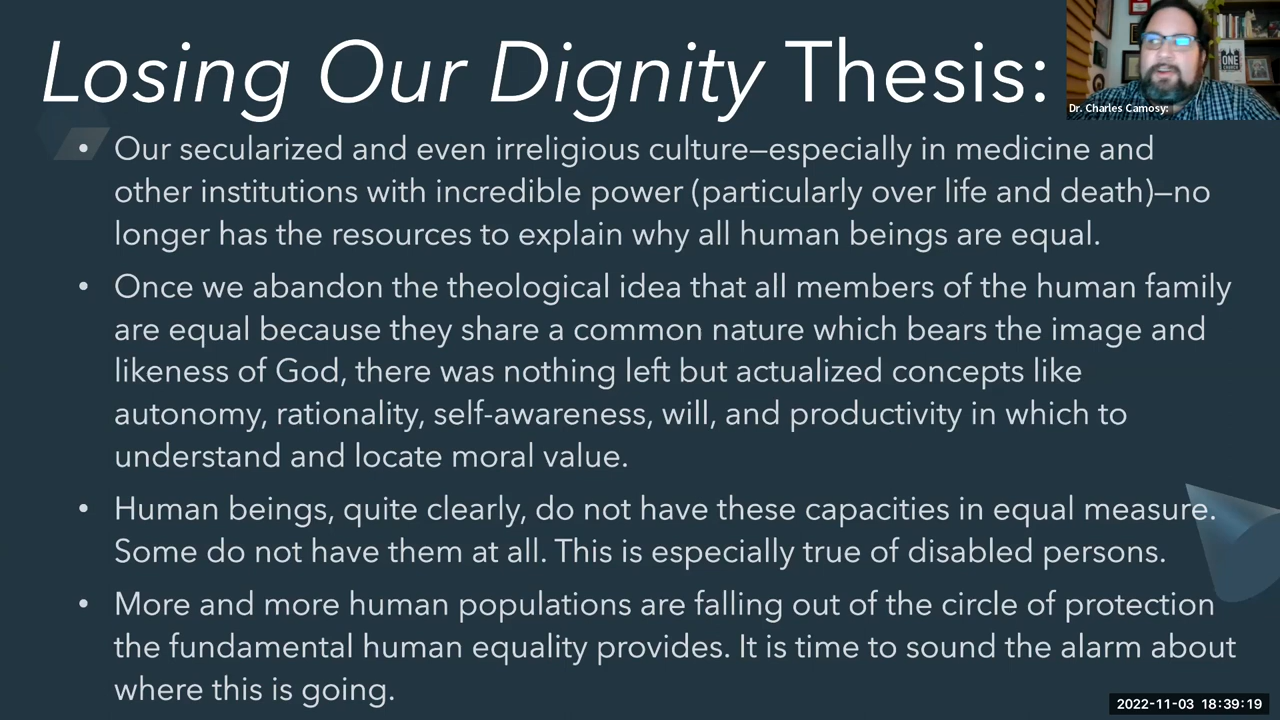 Losing Our Dignity Thesis:
ONE
Dr. Charles Camosy:
• Our secularized and even irreligious culture—especially in medicine and
other institutions with incredible power (particularly over life and death)—no
longer has the resources to explain why all human beings are equal.
• Once we abandon the theological idea that all members of the human family
are equal because they share a common nature which bears the image and
likeness of God, there was nothing left but actualized concepts like
autonomy, rationality, self-awareness, will, and productivity in which to
understand and locate moral value.
• Human beings, quite clearly, do not have these capacities in equal measure.
Some do not have them at all. This is especially true of disabled persons.
• More and more human populations are falling out of the circle of protection
the fundamental human equality provides. It is time to sound the alarm about
where this is going.
2022-11-03 18:39:19